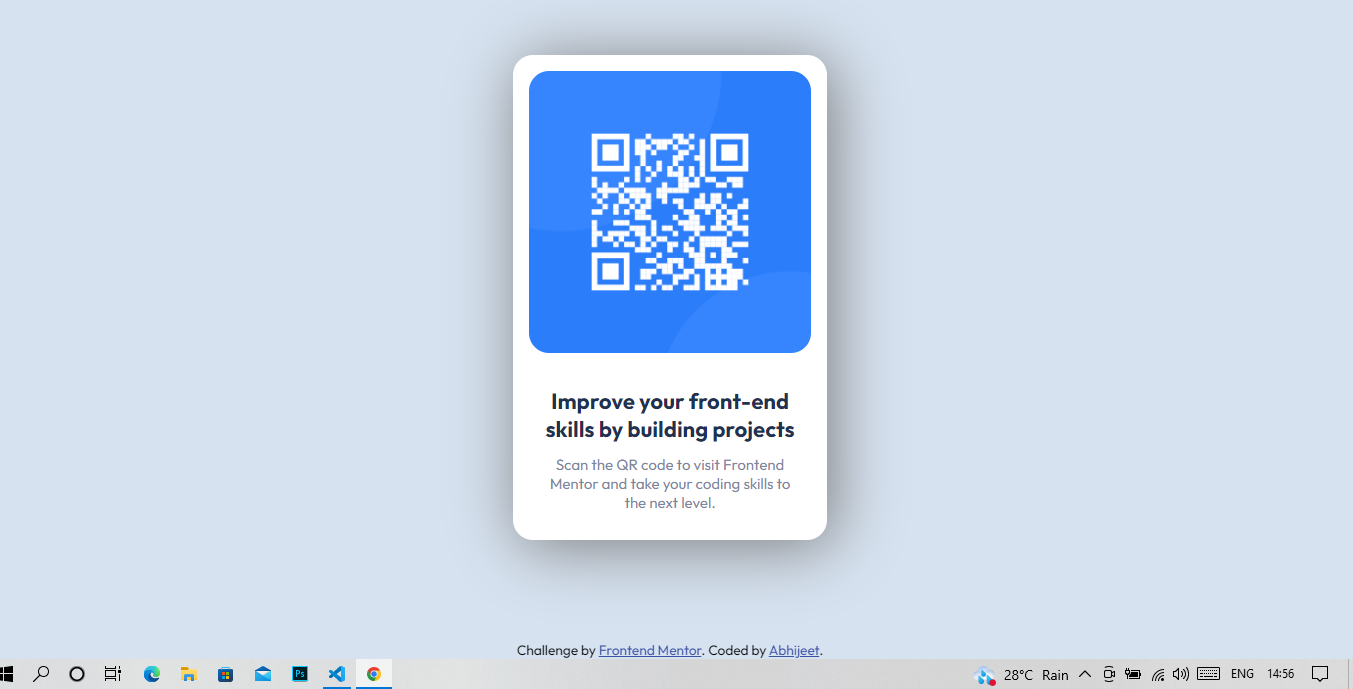 Improve your front-end
skills by building projects
Scan the QR code to visit Frontend
Mentor and take your coding skills to
the next level.
Challenge by Frontend Mentor. Coded by Abhijeet.
Ps
28°C Rain
ENG
14:56